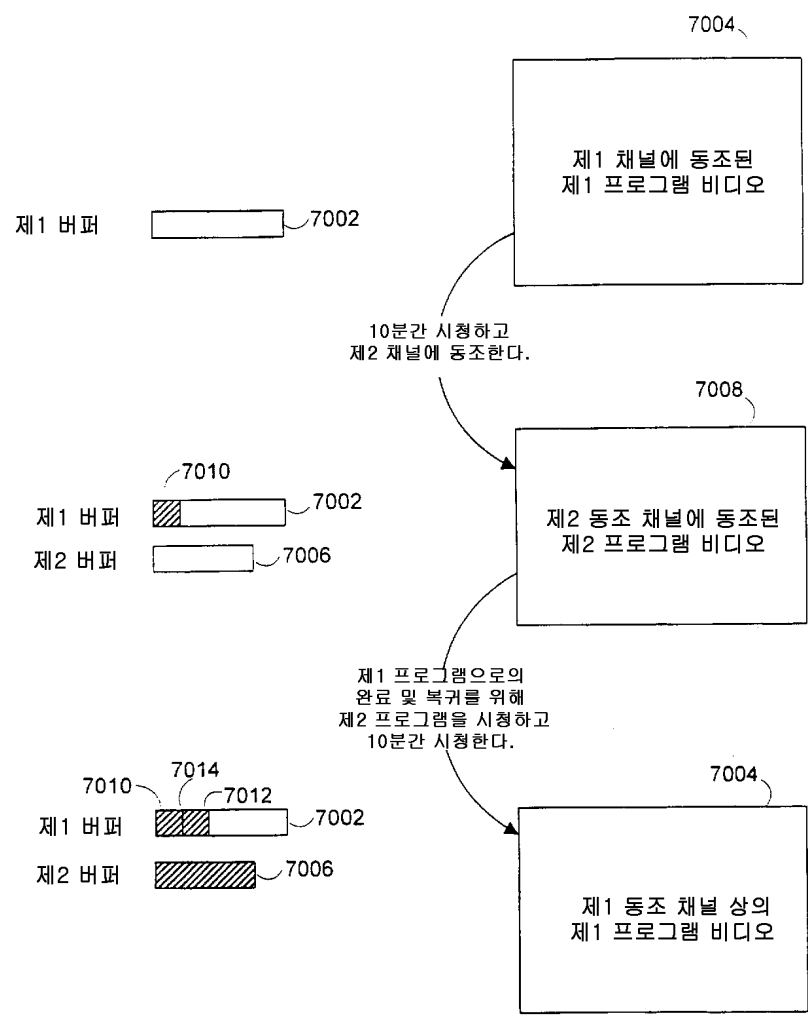 7004
제1 채널에 동조된
제1 프로그램 비디오
제1 버퍼
7002
10분간 시청하고
제2 채널에 동조한다.
7008
7010
제1 버퍼
7002
제2 버퍼
7006
제2 동조 채널에 동조된
제2 프로그램 비디오
제1 프로그램으로의
완료 및 복귀를 위해
제2 프로그램을 시청하고
10분간 시청한다.
7010
7014
7012
7004
제1 버퍼
7002
제2 버퍼
7006
제1 동조 채널 상의
제1 프로그램 비디오